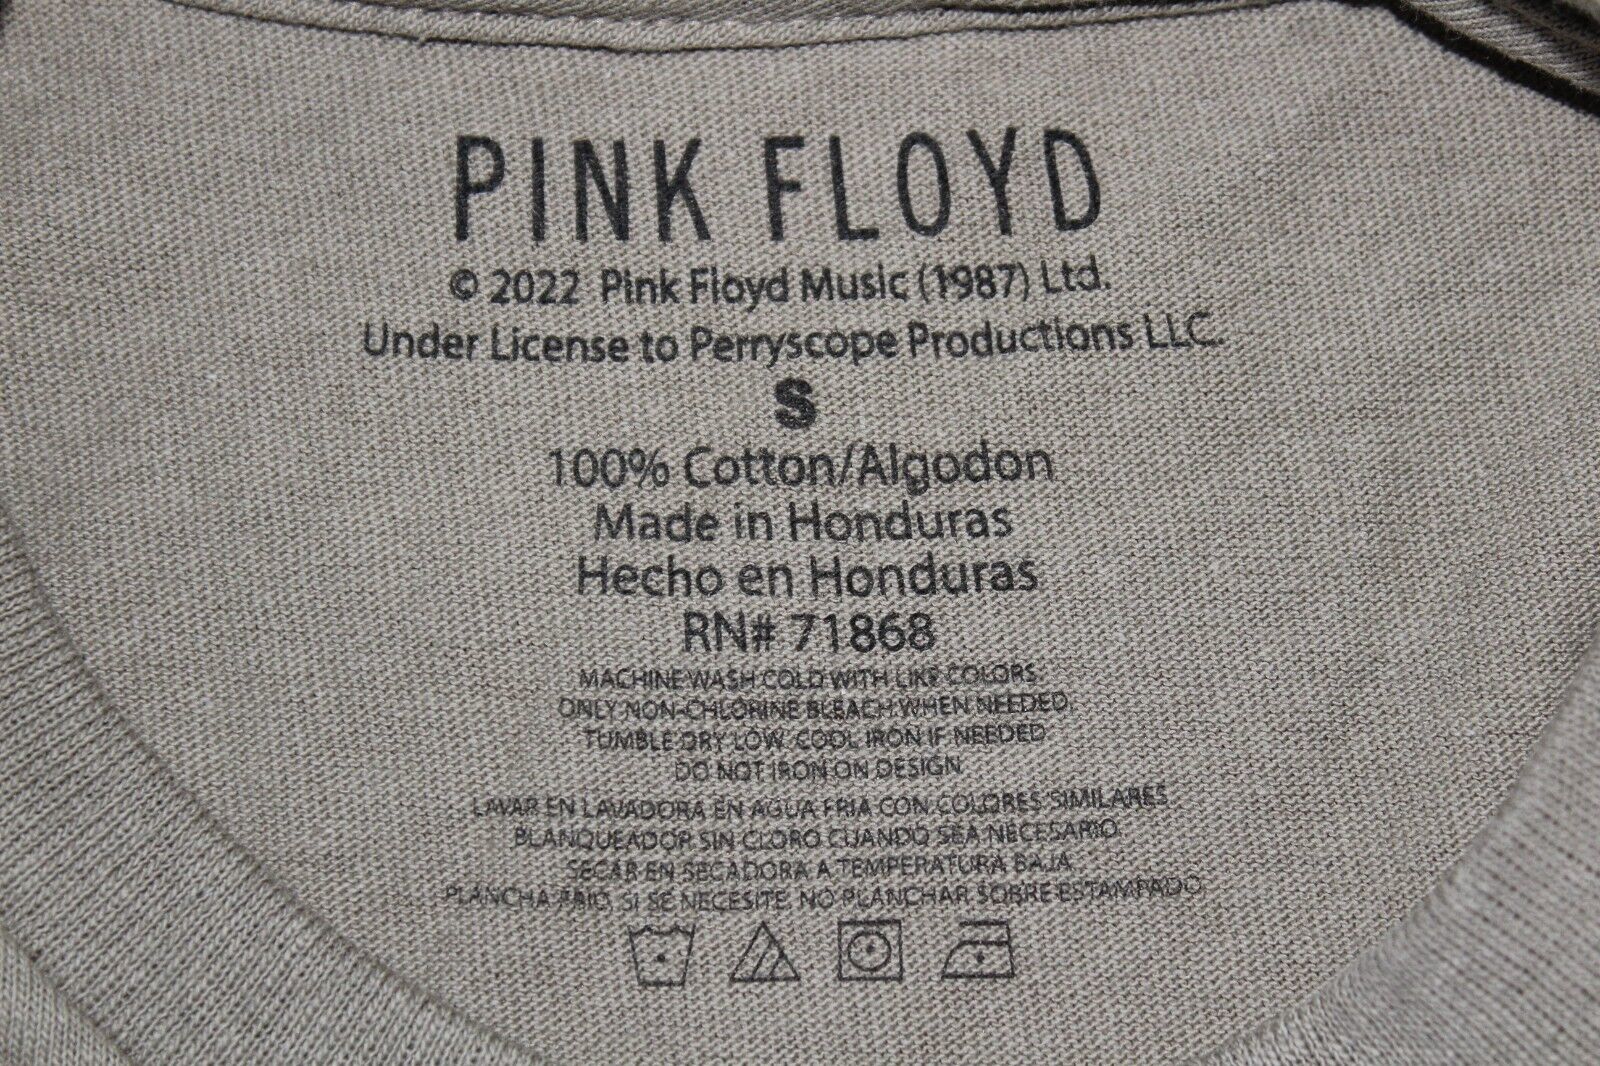 PINK FLOYD
© 2022 Pink Floyd Music (1987) Ltd.
Under License to Perryscope Productions LLC.
S
100% Cotton/Algodon
Made in Honduras
Hecho en Honduras
RN# 71868
MACHINE WASH COLD WITH LIKE COLORS.
ONLY NON-CHLORINE BLEACH WHEN NEEDED.
TUMBLE DRY LOW. COOL IRON IF NEEDED.
DO NOT IRON ON DESIGN.
LAVAR EN LAVADORA EN AGUA FRIA CON COLORES SIMILARES.
BLANQUEADOR SIN CLORO CUANDO SEA NECESARIO.
SECAR EN SECADORA A TEMPERATURA BAJA.
PLANCHA FRIO, SI SE NECESITE. NO PLANCHAR SOBRE ESTAMPADO.